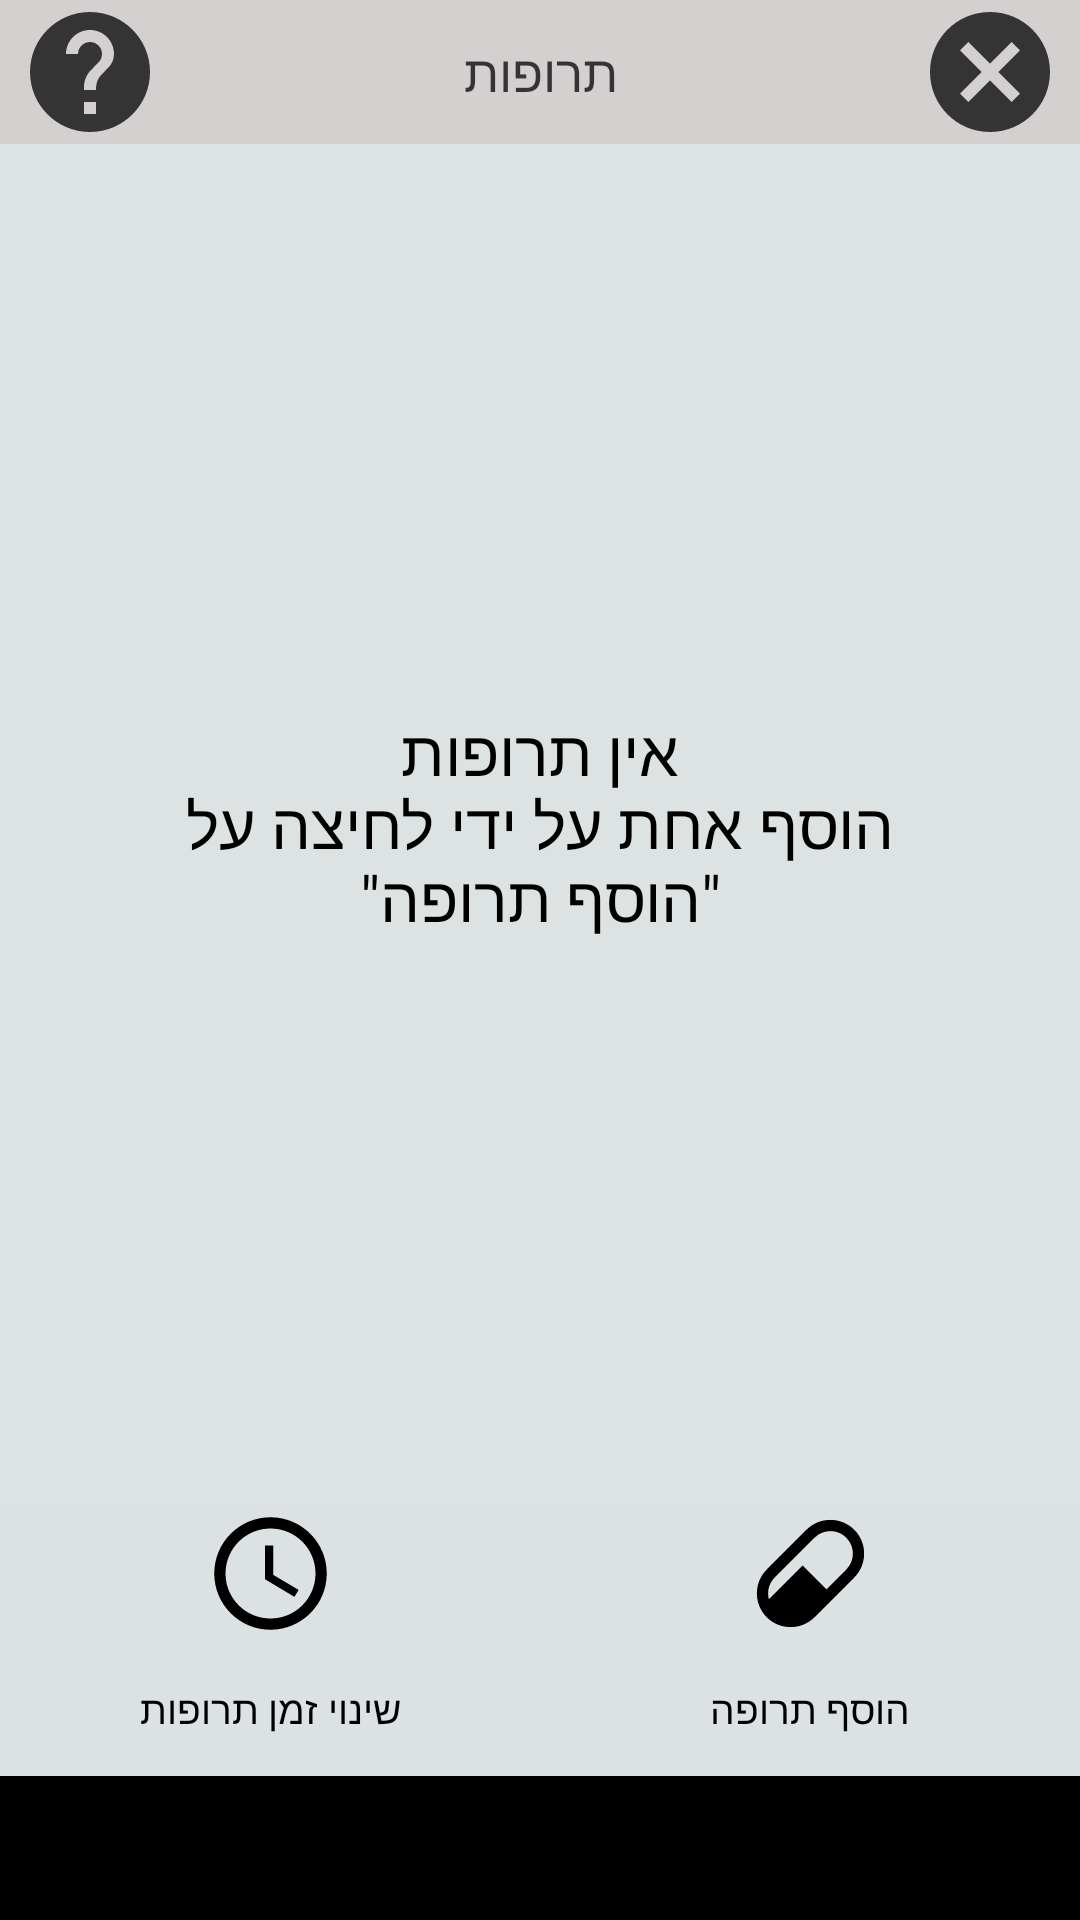 תרופות
אין תרופות
הוסף אחת על ידי לחיצה על
"הוסף תרופה"
הוסף תרופה
שינוי זמן תרופות